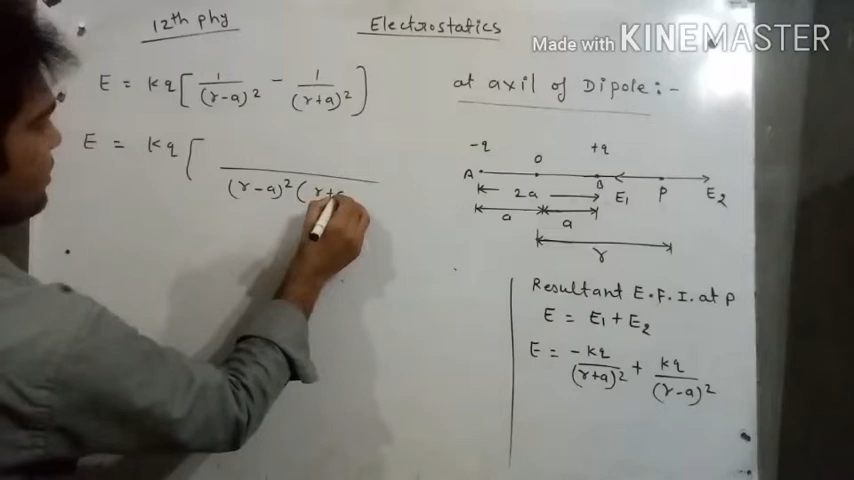 12th phy
Electrostatics
Made with KINEMASTER
E = kq[ 1/(r-a)² - 1/(r+a)² ]
E = kq[
(r-a)² (r+
at axil of Dipole:-
-q O +q
A B E₁ P E₂
2a
a a
r
Resultant E.F.I. at P
E = E₁ + E₂
E = -kq/(r+a)² + kq/(r-a)²